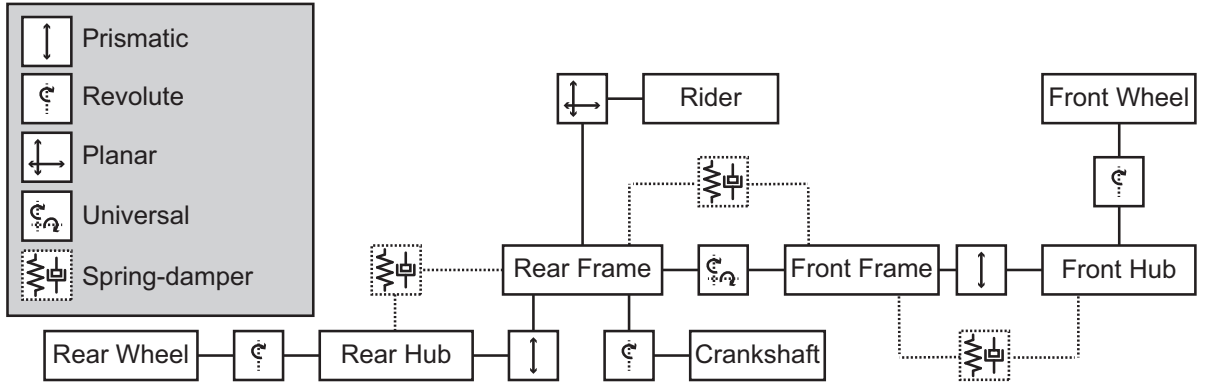 Prismatic
Revolute
Planar
Universal
Spring-damper
Rider
Front Wheel
Rear Frame
Front Frame
Front Hub
Rear Wheel
Rear Hub
Crankshaft